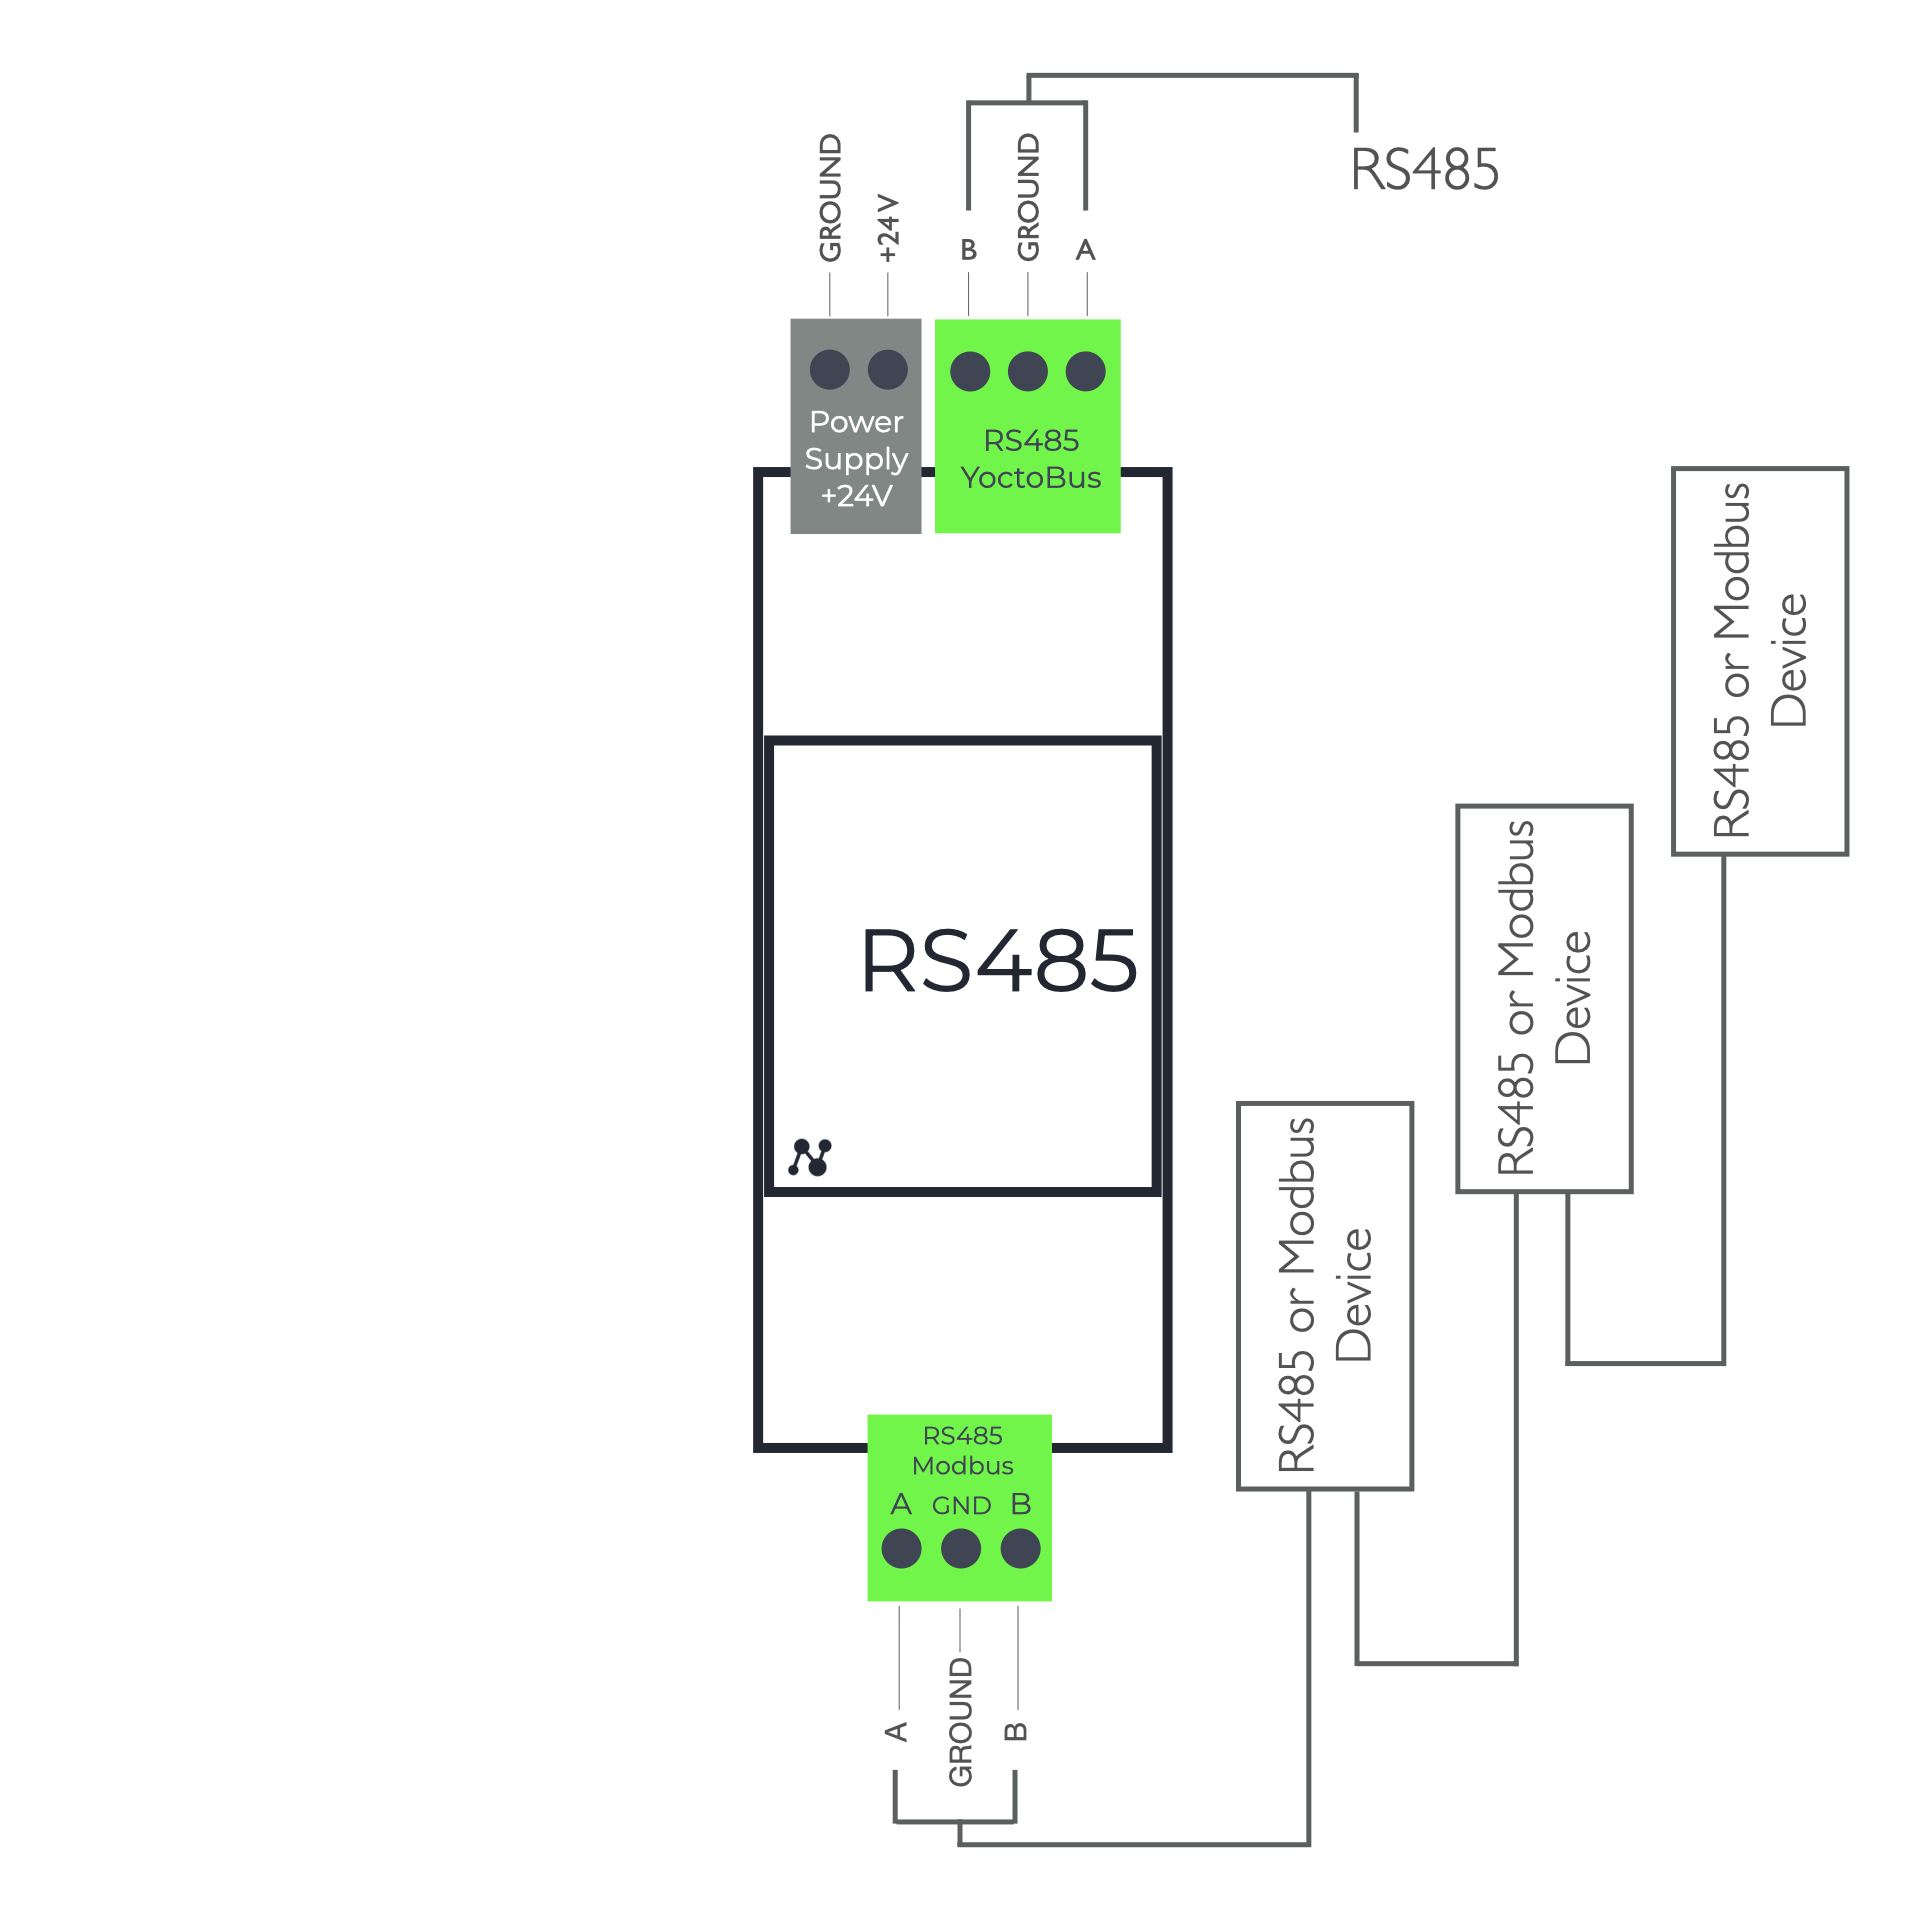 RS485
GROUND
+24V
B
GROUND
A
Power
Supply
+24V
RS485
YoctoBus
RS485 or Modbus
Device
RS485 or Modbus
Device
RS485
RS485 or Modbus
Device
RS485
Modbus
A GND B
A
GROUND
B